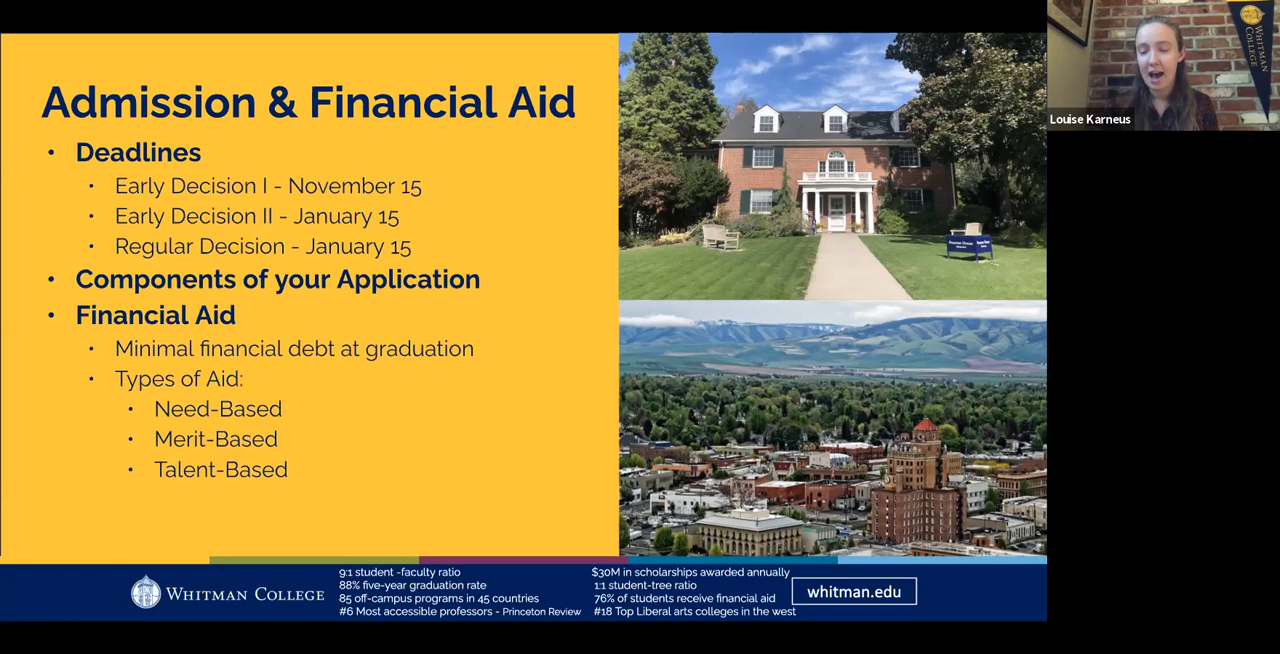 Admission & Financial Aid
• Deadlines
• Early Decision I - November 15
• Early Decision II - January 15
• Regular Decision - January 15
• Components of your Application
• Financial Aid
• Minimal financial debt at graduation
• Types of Aid:
• Need-Based
• Merit-Based
• Talent-Based
WHITMAN COLLEGE
9:1 student -faculty ratio
88% five-year graduation rate
85 off-campus programs in 45 countries
#6 Most accessible professors - Princeton Review
$30M in scholarships awarded annually
1:1 student-tree ratio
76% of students receive financial aid
#18 Top Liberal arts colleges in the west
whitman.edu
WHITMAN
COLLEGE
Louise Karneus